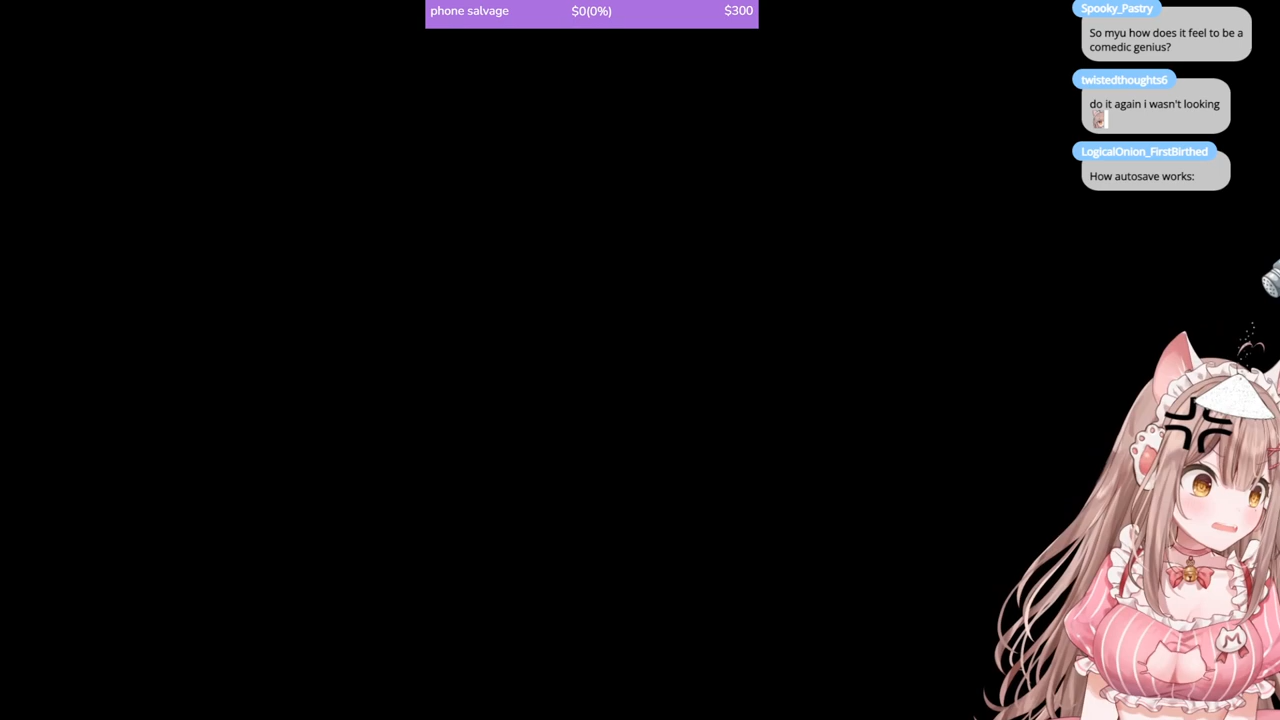 phone salvage $0(0%) $300
Spooky_Pastry
So myu how does it feel to be a
comedic genius?
twistedthoughts6
do it again i wasn't looking
LogicalOnion_FirstBirthed
How autosave works:
M